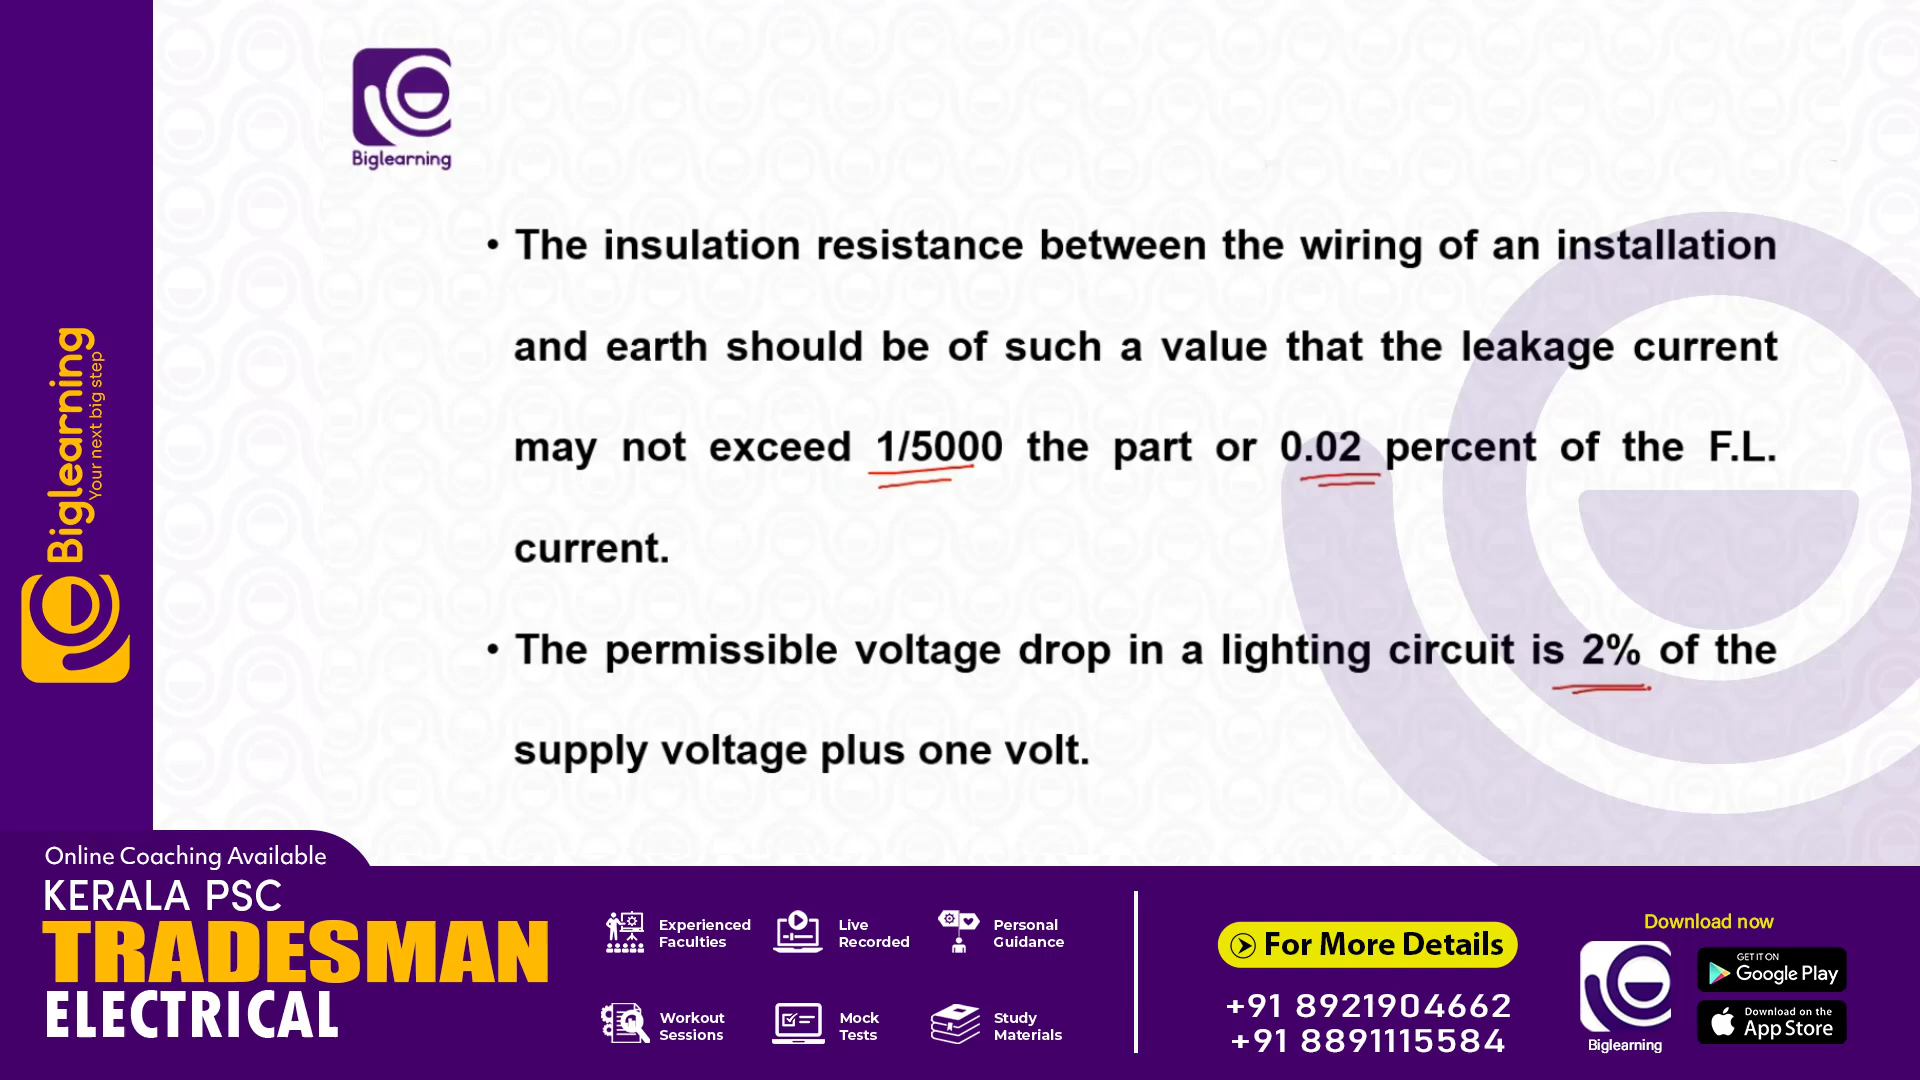 Biglearning
• The insulation resistance between the wiring of an installation
and earth should be of such a value that the leakage current
may not exceed 1/5000 the part or 0.02 percent of the F.L.
current.
• The permissible voltage drop in a lighting circuit is 2% of the
supply voltage plus one volt.
Biglearning
Your next big step
Online Coaching Available
KERALA PSC
TRADESMAN
ELECTRICAL
Experienced
Faculties
Live
Recorded
Personal
Guidance
Workout
Sessions
Mock
Tests
Study
Materials
For More Details
+91 8921904662
+91 8891115584
Download now
Biglearning
GET IT ON
Google Play
Download on the
App Store